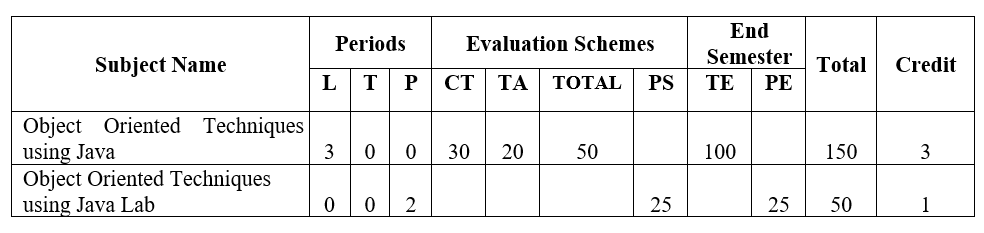 Subject Name Periods Evaluation Schemes End Semester Total Credit
L T P CT TA TOTAL PS TE PE
Object Oriented Techniques
using Java 3 0 0 30 20 50 100 150 3
Object Oriented Techniques
using Java Lab 0 0 2 25 25 50 1